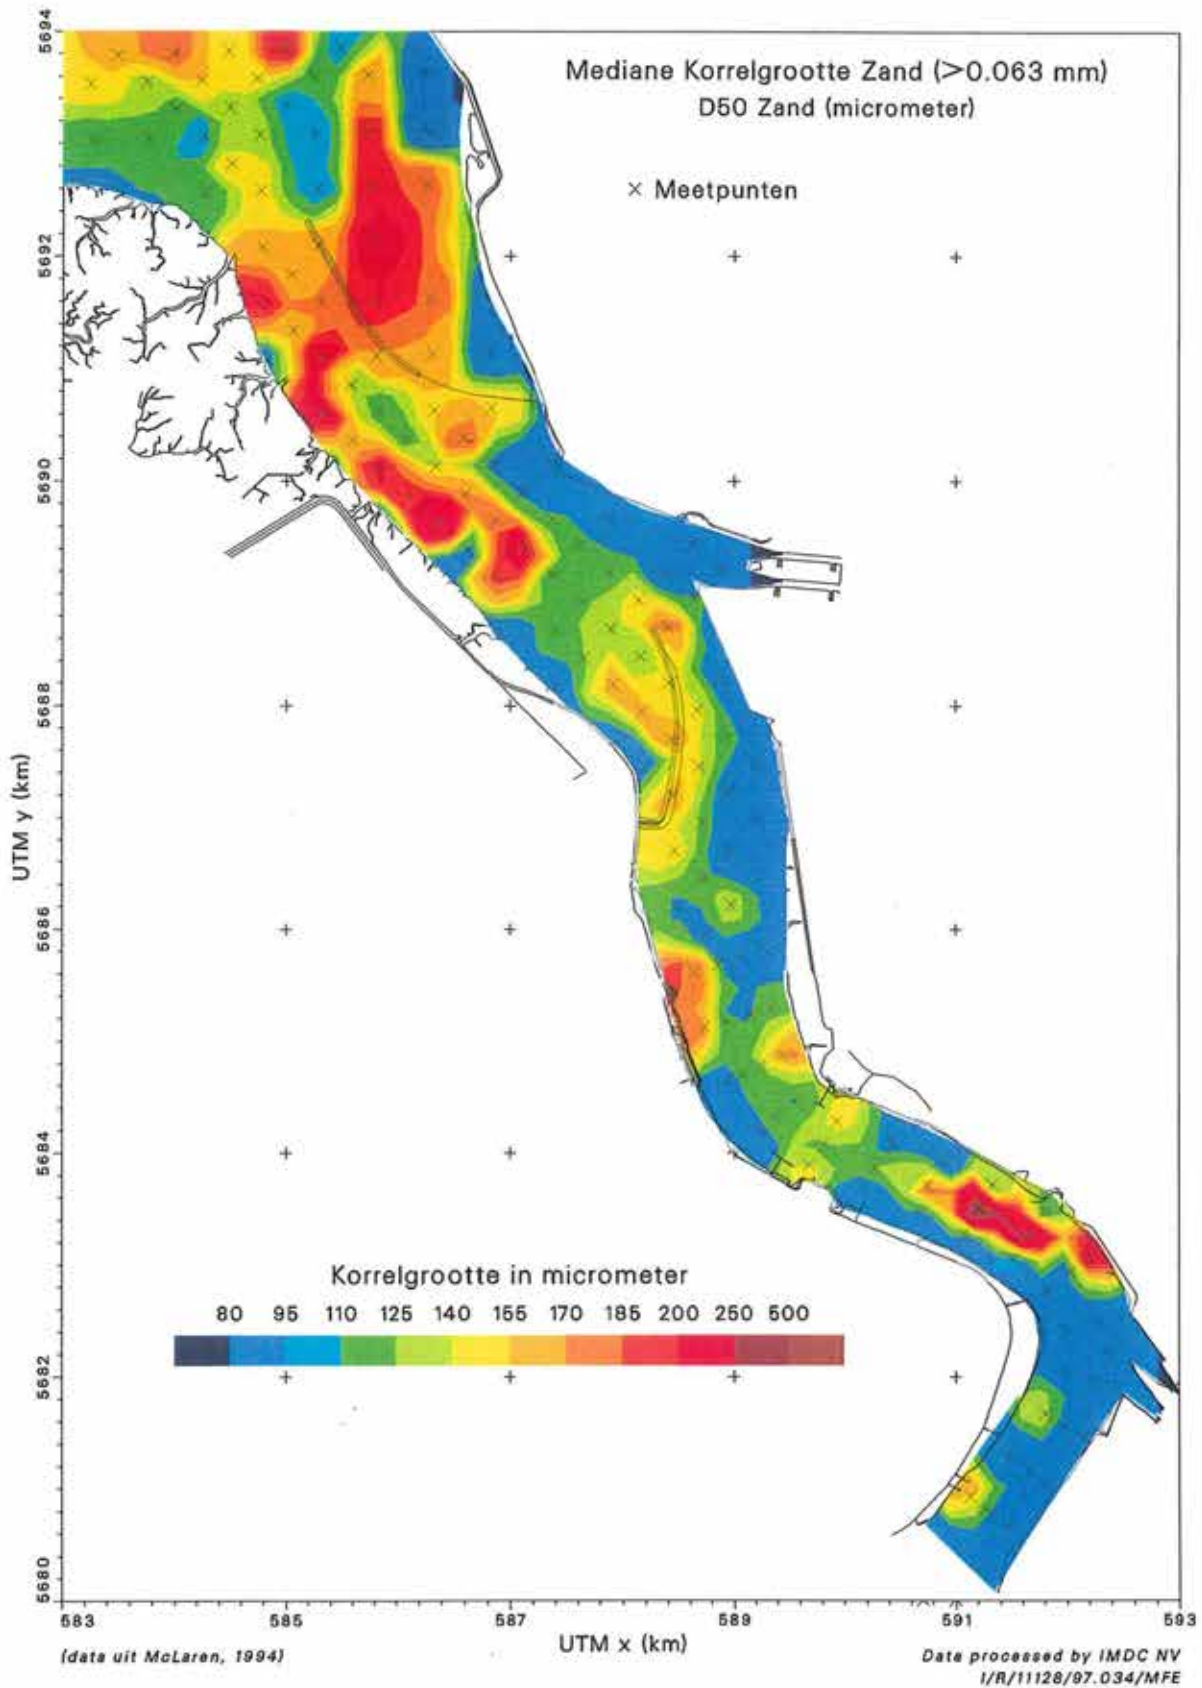 Mediane Korrelgrootte Zand (>0.063 mm)
D50 Zand (micrometer)
× Meetpunten
5694
5692
5690
5688
5686
5684
5682
5680
UTM y (km)
Korrelgrootte in micrometer
80 95 110 125 140 155 170 185 200 250 500
583 585 587 589 591 593
UTM x (km)
(data uit McLaren, 1994)
Data processed by IMDC NV
I/R/11128/97.034/MFE